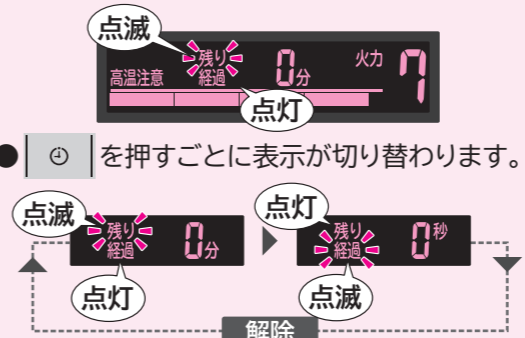 点滅
高温注意 残り 経過 0分 火力 7
点灯
● を押すごとに表示が切り替わります。
点滅 残り 経過 0分 点灯 残り 経過 0秒
点灯 点滅
解除